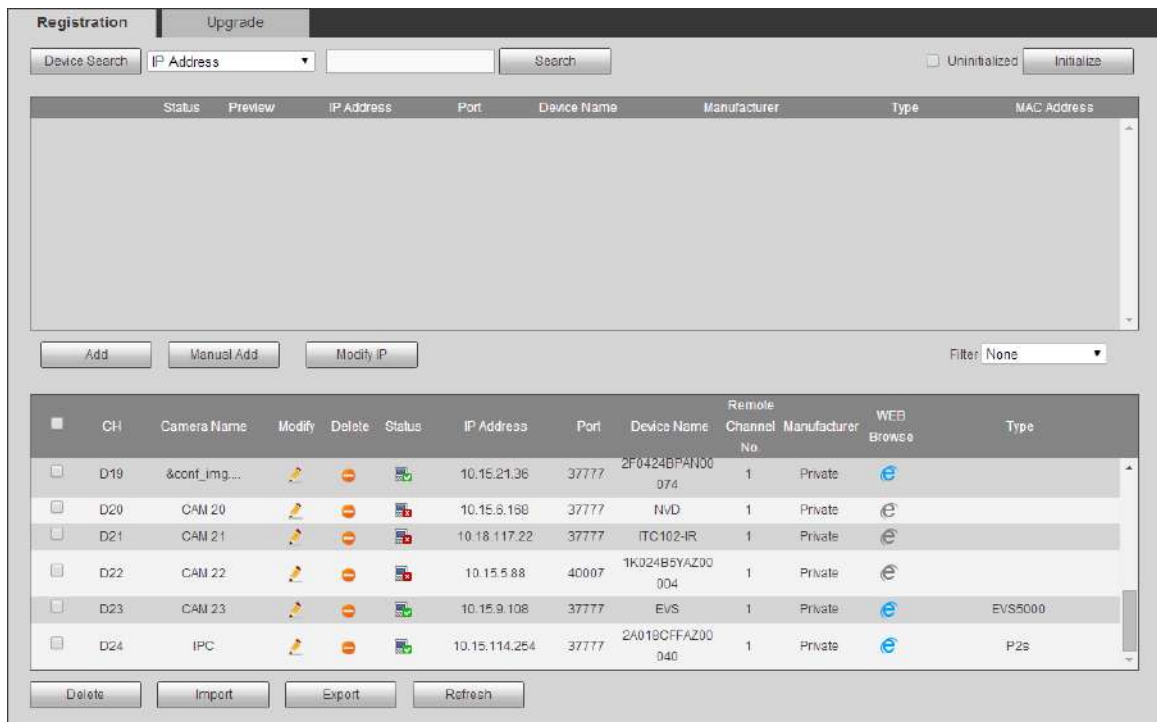 Registration Upgrade
Device Search IP Address Search Uninitialized Initialize
Status Preview IP Address Port Device Name Manufacturer Type MAC Address
Add Manual Add Modify IP Filter None
CH Camera Name Modify Delete Status IP Address Port Device Name Remote Channel No. Manufacturer WEB Browse Type
D19 &conf_img.... 10.15.21.36 37777 2F0424BPAN00074 1 Private
D20 CAM 20 10.15.6.168 37777 NVD 1 Private
D21 CAM 21 10.18.117.22 37777 ITC102-IR 1 Private
D22 CAM 22 10.15.5.88 40007 1K024B5YAZ00004 1 Private
D23 CAM 23 10.15.9.108 37777 EVS 1 Private EVS5000
D24 IPC 10.15.114.254 37777 2A018CFFAZ00040 1 Private P2s
Delete Import Export Refresh